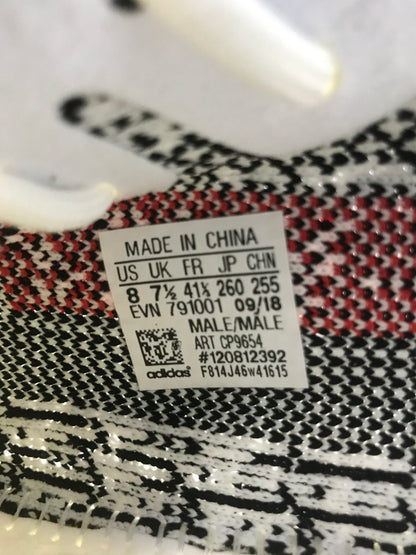 MADE IN CHINA
US UK FR JP CHN
8 7½ 41⅓ 260 255
EVN 791001 09/18
MALE/MALE
ART CP9654
#120812392
adidas F814J46W41615